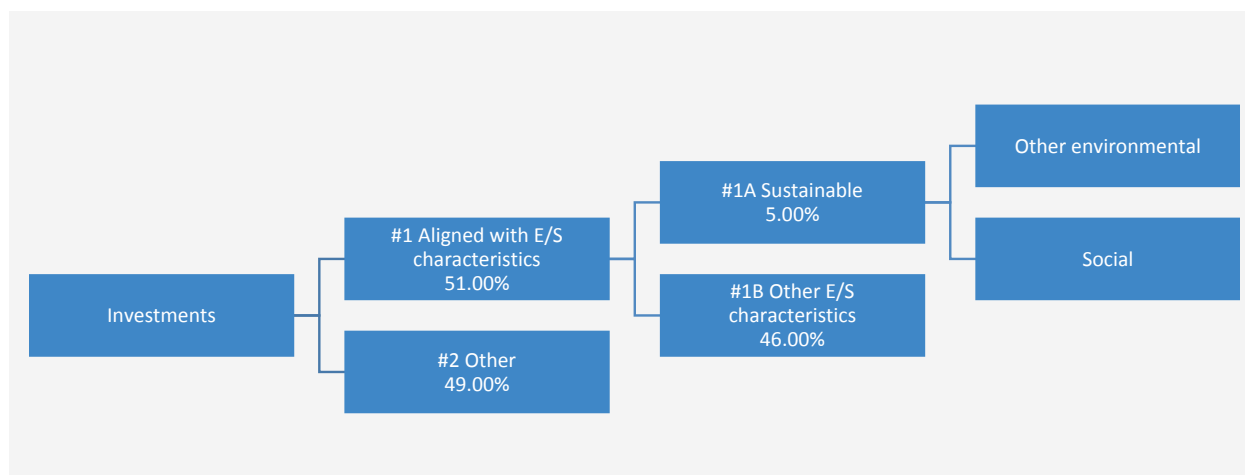 Investments
#1 Aligned with E/S
characteristics
51.00%
#2 Other
49.00%
#1A Sustainable
5.00%
#1B Other E/S
characteristics
46.00%
Other environmental
Social